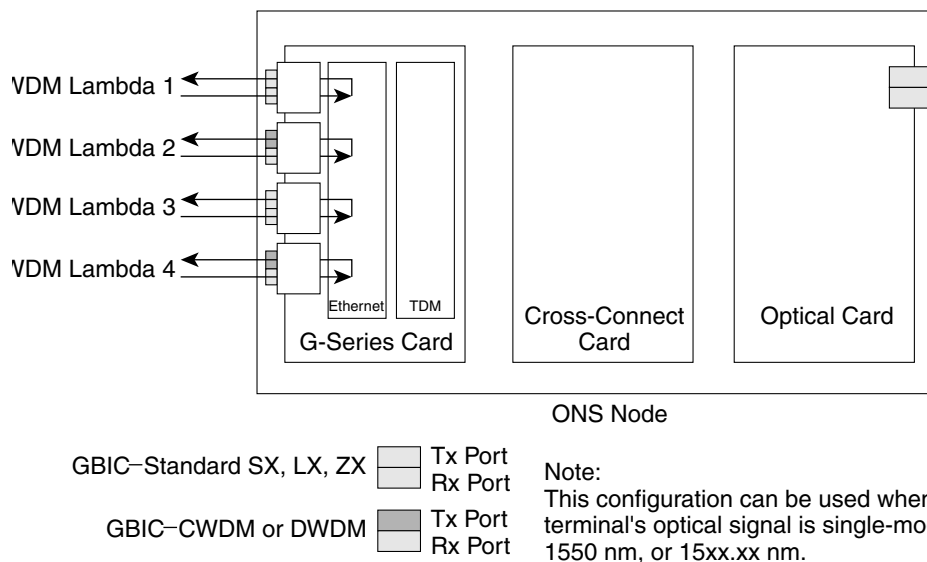 VDM Lambda 1
VDM Lambda 2
VDM Lambda 3
VDM Lambda 4
Ethernet
TDM
G-Series Card
Cross-Connect
Card
Optical Card
ONS Node
GBIC–Standard SX, LX, ZX
Tx Port
Rx Port
GBIC–CWDM or DWDM
Tx Port
Rx Port
Note:
This configuration can be used when
terminal's optical signal is single-mo
1550 nm, or 15xx.xx nm.